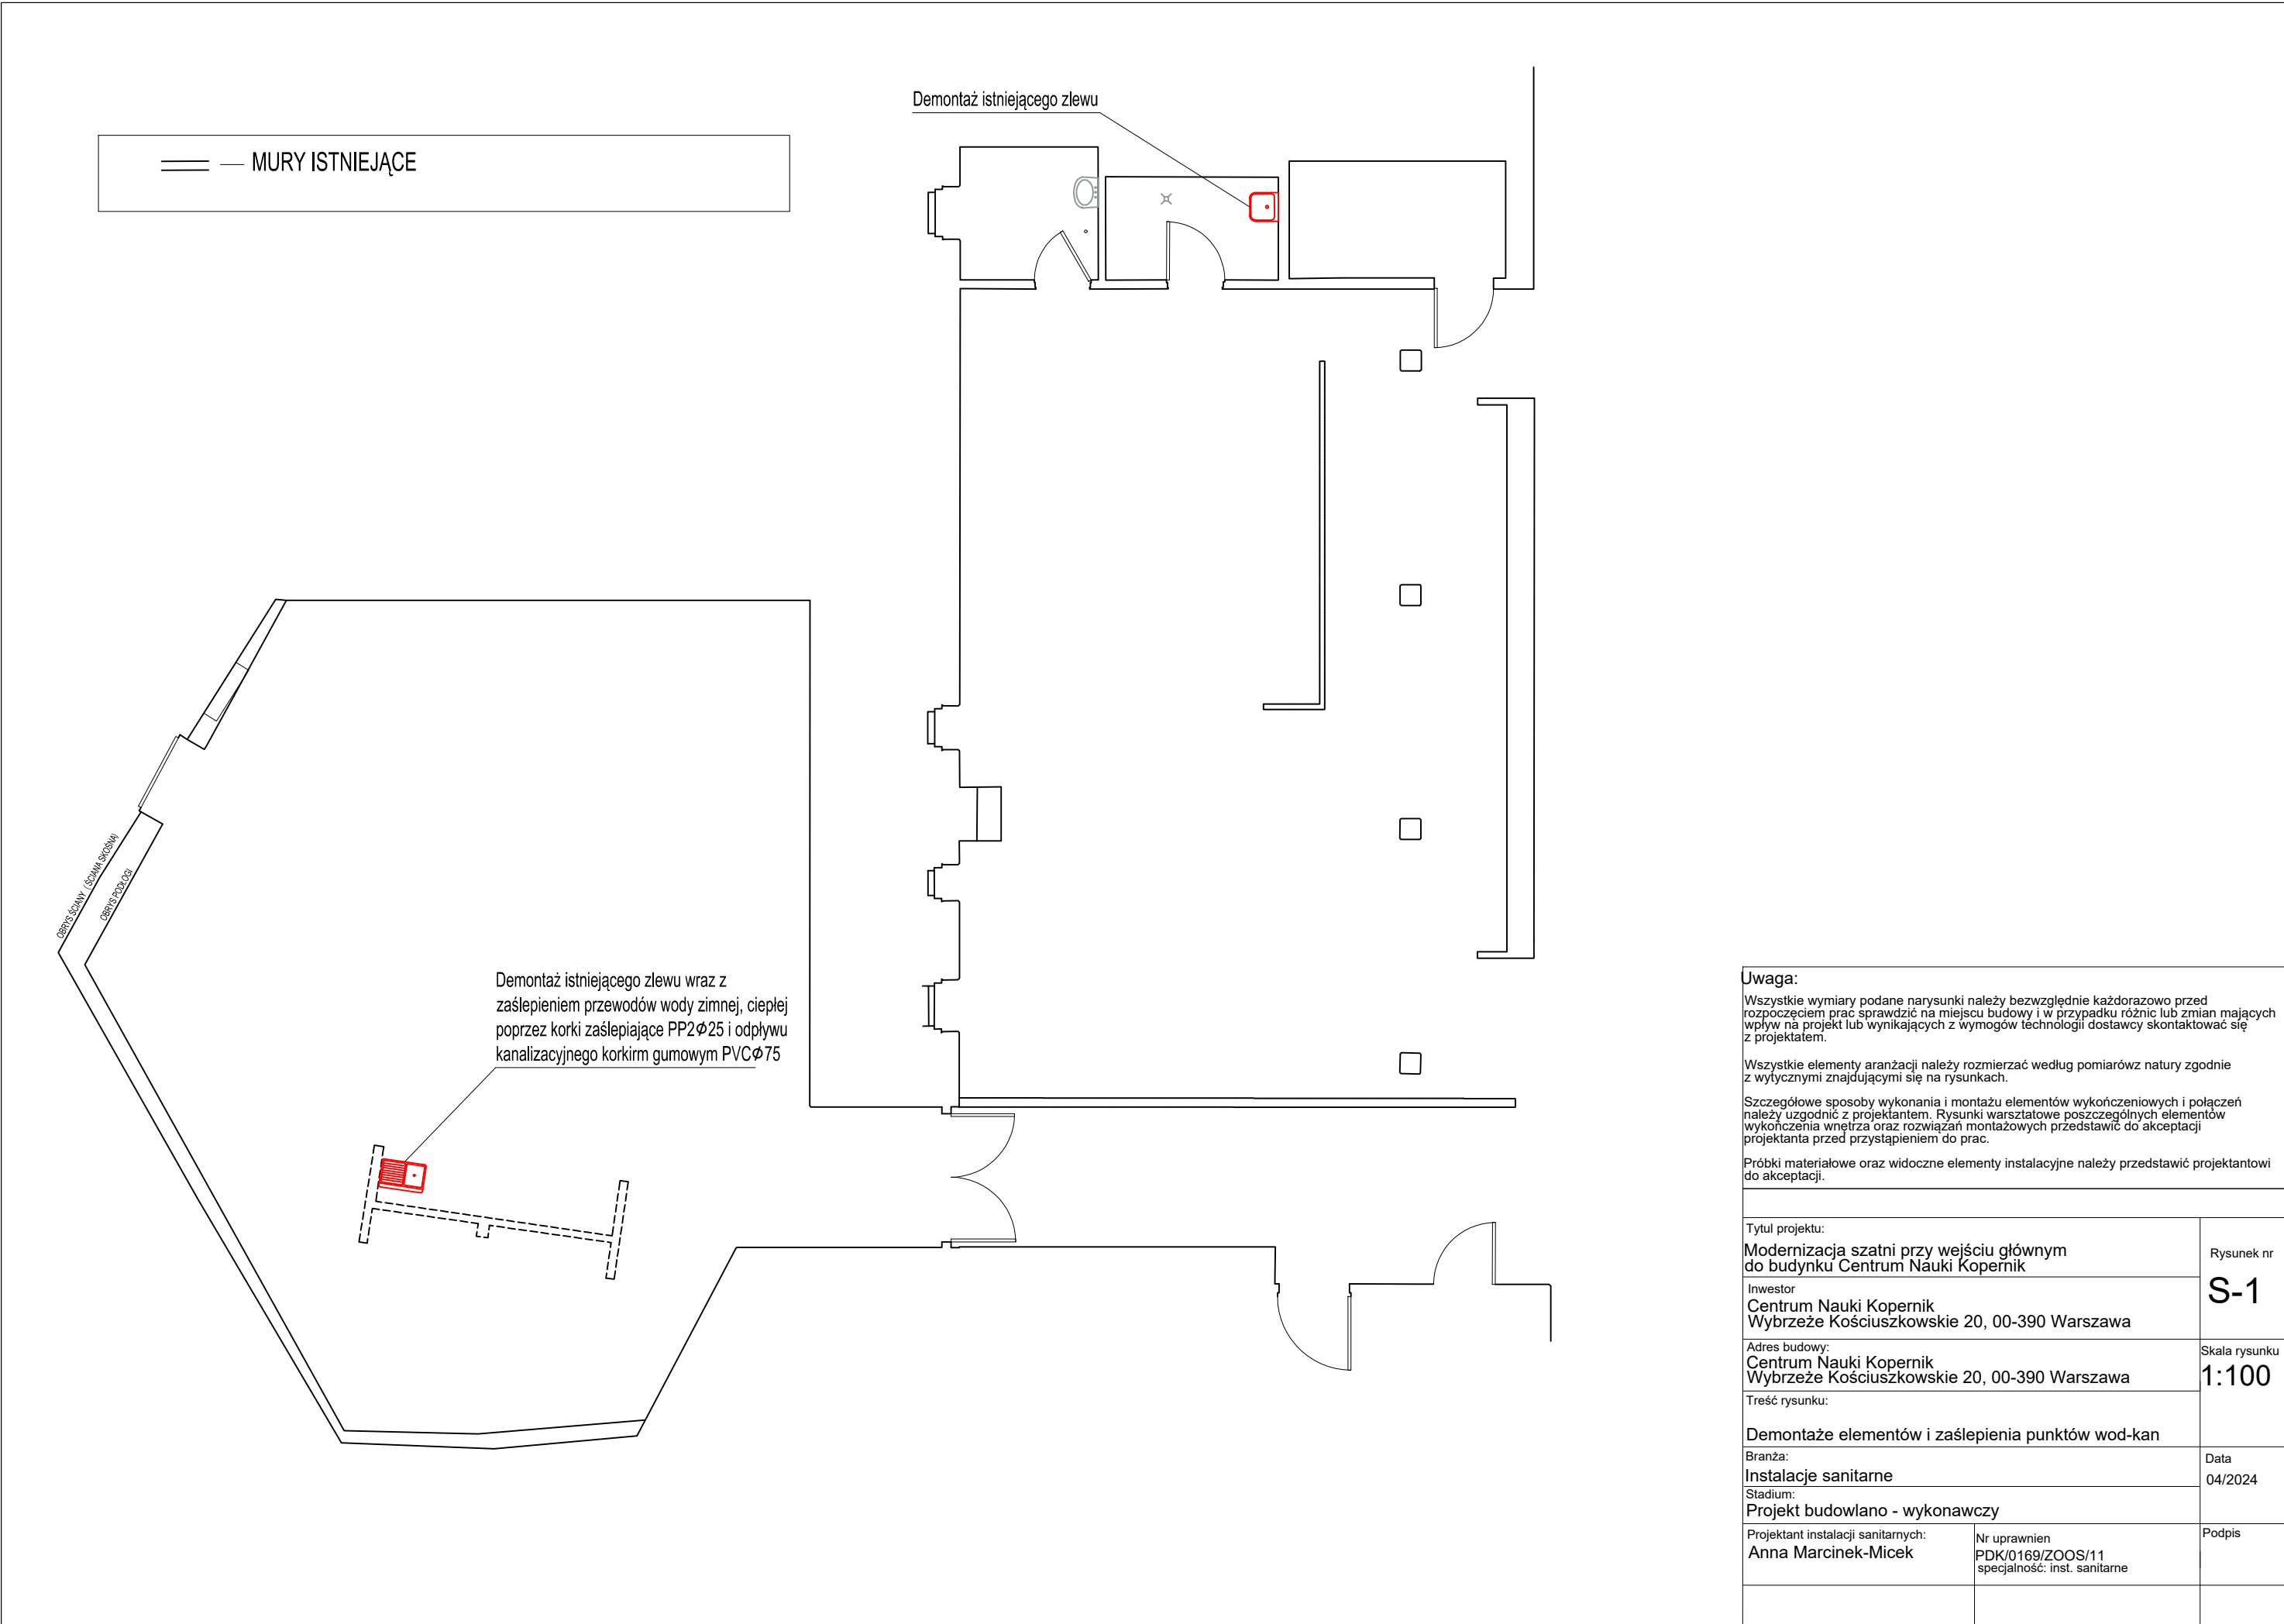 Demontaż istniejącego zlewu
MURY ISTNIEJĄCE
OBRYS ŚCIANY ( ŚCIANA SKOŚNA)
OBRYS PODŁOGI
Demontaż istniejącego zlewu wraz z
zaślepieniem przewodów wody zimnej, ciepłej
poprzez korki zaślepiające PP2⌀25 i odpływu
kanalizacyjnego korkirm gumowym PVC⌀75
Uwaga:
Wszystkie wymiary podane narysunki należy bezwzględnie każdorazowo przed
rozpoczęciem prac sprawdzić na miejscu budowy i w przypadku różnic lub zmian mających
wpływ na projekt lub wynikających z wymogów technologii dostawcy skontaktować się
z projektatem.
Wszystkie elementy aranżacji należy rozmierzać według pomiarówz natury zgodnie
z wytycznymi znajdującymi się na rysunkach.
Szczegółowe sposoby wykonania i montażu elementów wykończeniowych i połączeń
należy uzgodnić z projektantem. Rysunki warsztatowe poszczególnych elementów
wykończenia wnętrza oraz rozwiązań montażowych przedstawić do akceptacji
projektanta przed przystąpieniem do prac.
Próbki materiałowe oraz widoczne elementy instalacyjne należy przedstawić projektantowi
do akceptacji.
Tytul projektu:
Modernizacja szatni przy wejściu głównym
do budynku Centrum Nauki Kopernik
Rysunek nr
S-1
Inwestor
Centrum Nauki Kopernik
Wybrzeże Kościuszkowskie 20, 00-390 Warszawa
Adres budowy:
Centrum Nauki Kopernik
Wybrzeże Kościuszkowskie 20, 00-390 Warszawa
Skala rysunku
1:100
Treść rysunku:
Demontaże elementów i zaślepienia punktów wod-kan
Branża:
Instalacje sanitarne
Data
04/2024
Stadium:
Projekt budowlano - wykonawczy
Projektant instalacji sanitarnych:
Anna Marcinek-Micek
Nr uprawnien
PDK/0169/ZOOS/11
specjalność: inst. sanitarne
Podpis